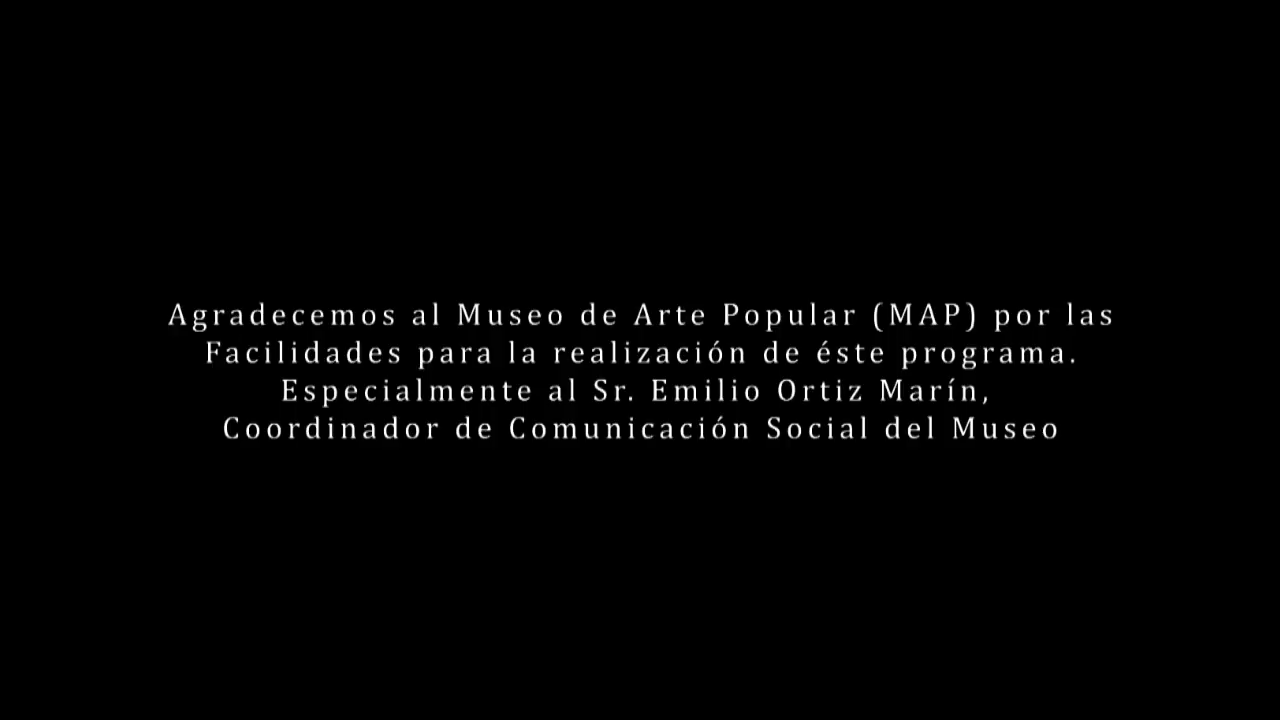 Agradecemos al Museo de Arte Popular (MAP) por las
Facilidades para la realización de éste programa.
Especialmente al Sr. Emilio Ortiz Marín,
Coordinador de Comunicación Social del Museo